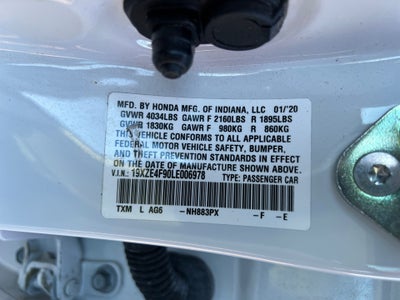 MFD. BY HONDA MFG. OF INDIANA, LLC 01/'20
GVWR 4034LBS GAWR F 2160LBS R 1895LBS
GVWR 1830KG GAWR F 980KG R 860KG
THIS VEHICLE CONFORMS TO ALL APPLICABLE
FEDERAL MOTOR VEHICLE SAFETY, BUMPER,
AND THEFT PREVENTION STANDARDS IN EFFECT
ON THE DATE OF MANUFACTURE SHOWN ABOVE.
V.I.N.: 19XZE4F90LE006978 TYPE: PASSENGER CAR
TXM L AG6 -NH883PX -F -E